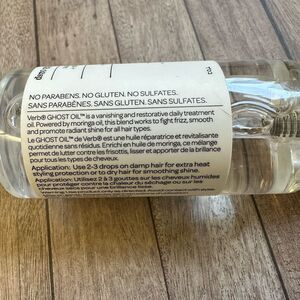 NO PARABENS. NO GLUTEN. NO SULFATES.
SANS PARABÈNES. SANS GLUTEN. SANS SULFATES.
Verb® GHOST OIL™ is a vanishing and restorative daily treatment
oil. Powered by moringa oil, this blend works to fight frizz, smooth
and promote radiant shine for all hair types.
Le GHOST OIL™ de Verb® est une huile réparatrice et revitalisante
quotidienne sans résidus. Enrichi en huile de moringa, ce mélange
permet de lutter contre les frisottis, lisser et apporter de la brillance
pour tous les types de cheveux.
Application: Use 2-3 drops on damp hair for extra heat
styling protection or to dry hair for smoothing shine.
Application: Utilisez 2 à 3 gouttes sur les cheveux humides
pour protéger contre la chaleur du séchage ou sur les
cheveux secs pour une brillance lisse.